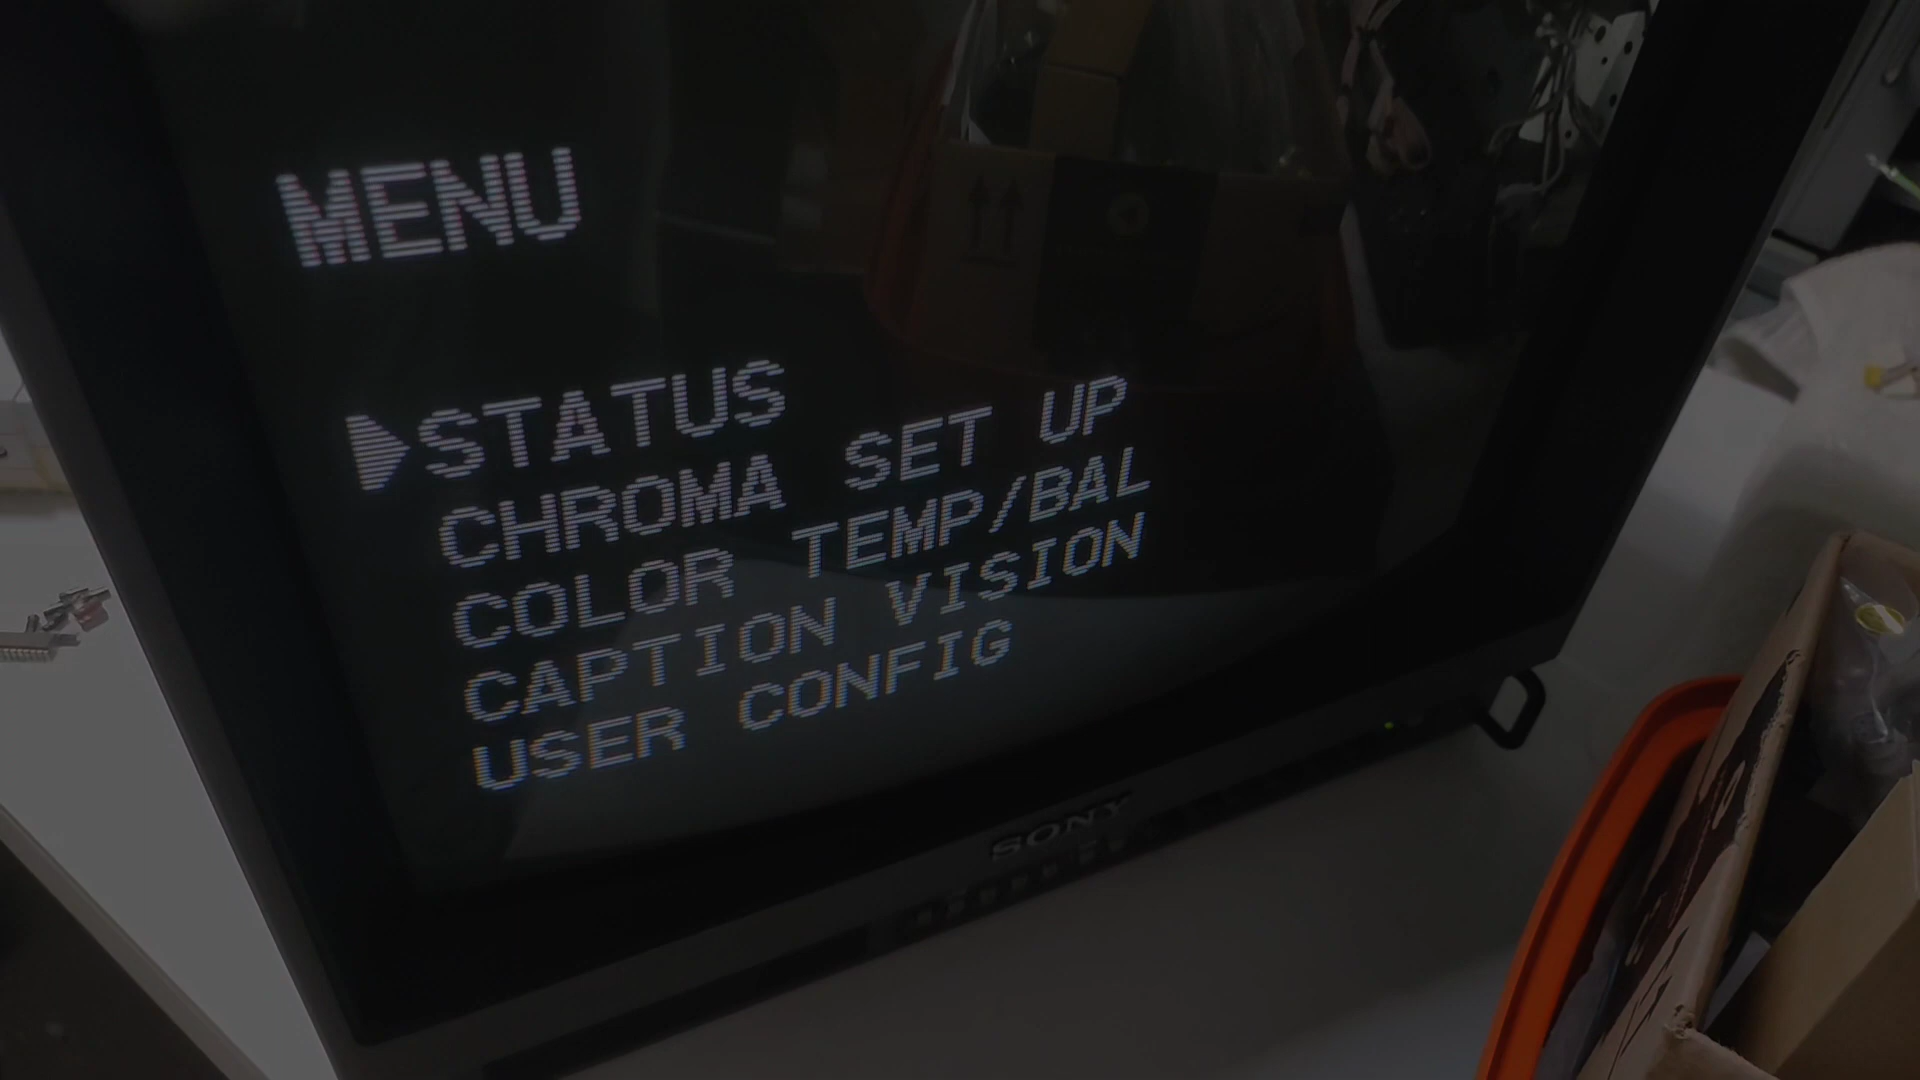 MENU
▶STATUS
CHROMA SET UP
COLOR TEMP/BAL
CAPTION VISION
USER CONFIG
SONY